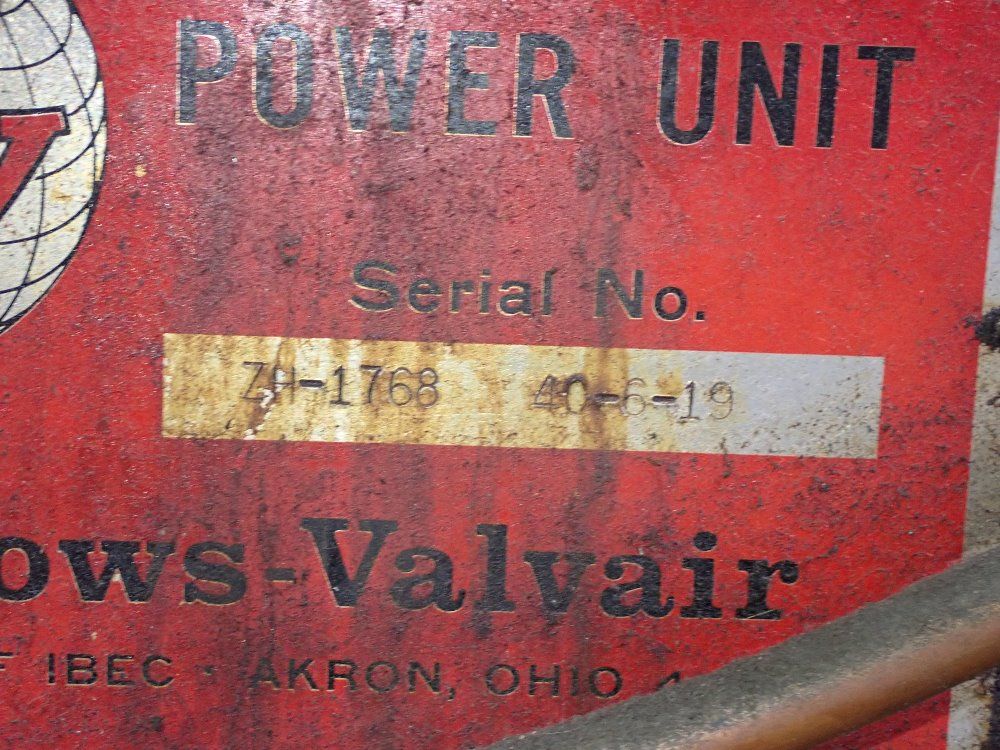 POWER UNIT
Serial No.
ZH-1768 40-6-19
ows-Valvair
F IBEC · AKRON, OHIO